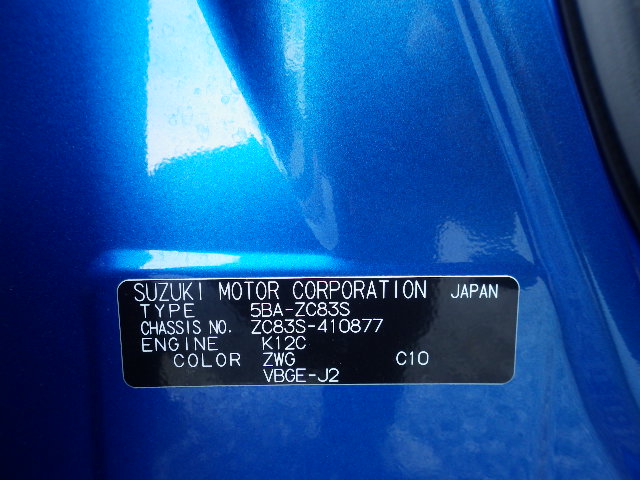 SUZUKI MOTOR CORPORATION JAPAN
TYPE 5BA-ZC83S
CHASSIS NO. ZC83S-410877
ENGINE K12C
COLOR ZWG C10
VBGE-J2